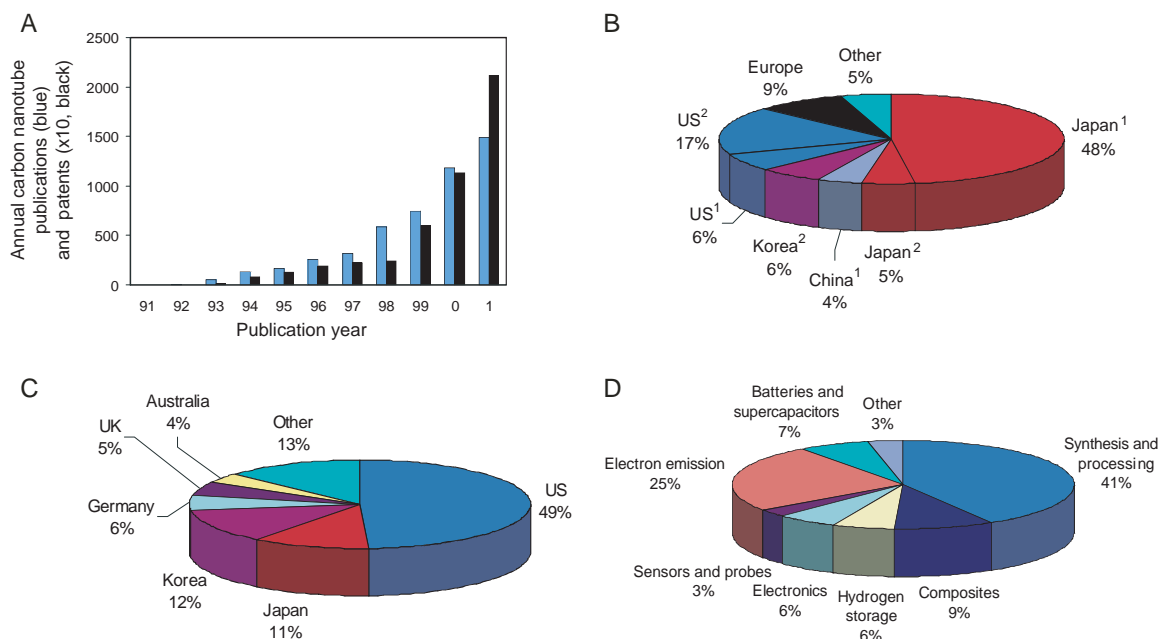 A
Annual carbon nanotube
publications (blue)
and patents (x10, black)
2500
2000
1500
1000
500
0
91 92 93 94 95 96 97 98 99 0 1
Publication year
B
Other
5%
Europe
9%
US²
17%
US¹
6%
Korea²
6%
China¹
4%
Japan²
5%
Japan¹
48%
C
Other
13%
Australia
4%
UK
5%
Germany
6%
Korea
12%
Japan
11%
US
49%
D
Other
3%
Batteries and
supercapacitors
7%
Electron emission
25%
Sensors and probes
3%
Electronics
6%
Hydrogen
storage
6%
Composites
9%
Synthesis and
processing
41%